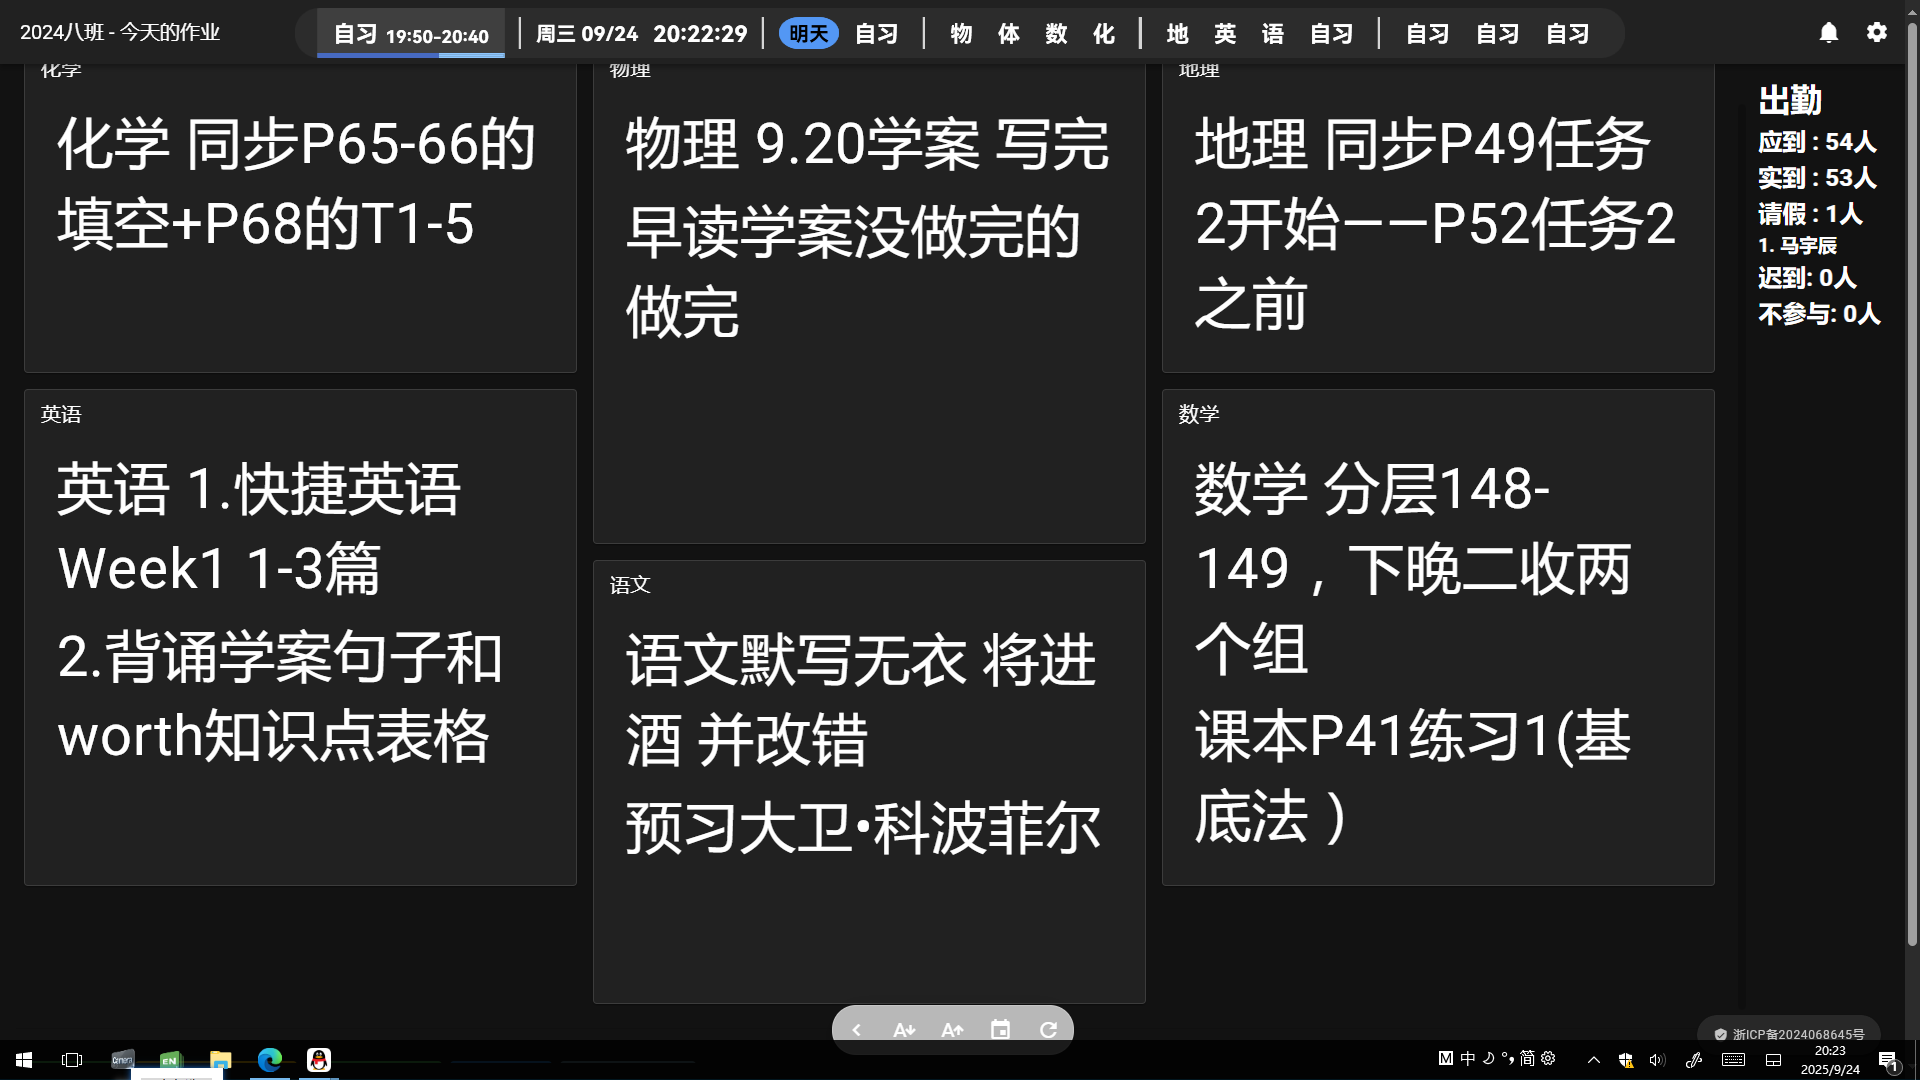 2024八班 - 今天的作业
自习 19:50-20:40
周三 09/24 20:22:29
明天 自习 物 体 数 化 地 英 语 自习 自习 自习 自习
化学
化学 同步P65-66的
填空+P68的T1-5
物理
物理 9.20学案 写完
早读学案没做完的
做完
地理
地理 同步P49任务
2开始——P52任务2
之前
英语
英语 1.快捷英语
Week1 1-3篇
2.背诵学案句子和
worth知识点表格
语文
语文默写无衣 将进
酒 并改错
预习大卫•科波菲尔
数学
数学 分层148-
149，下晚二收两
个组
课本P41练习1(基
底法）
出勤
应到 : 54人
实到 : 53人
请假 : 1人
1. 马宇辰
迟到: 0人
不参与: 0人
浙ICP备2024068645号
EN
M 中 简
20:23
2025/9/24
1